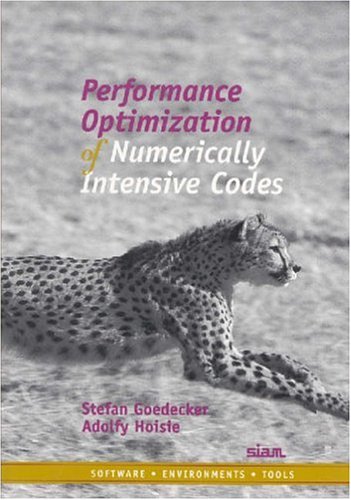 Performance
Optimization
of Numerically
Intensive Codes
Stefan Goedecker
Adolfy Hoisie
siam
SOFTWARE • ENVIRONMENTS • TOOLS